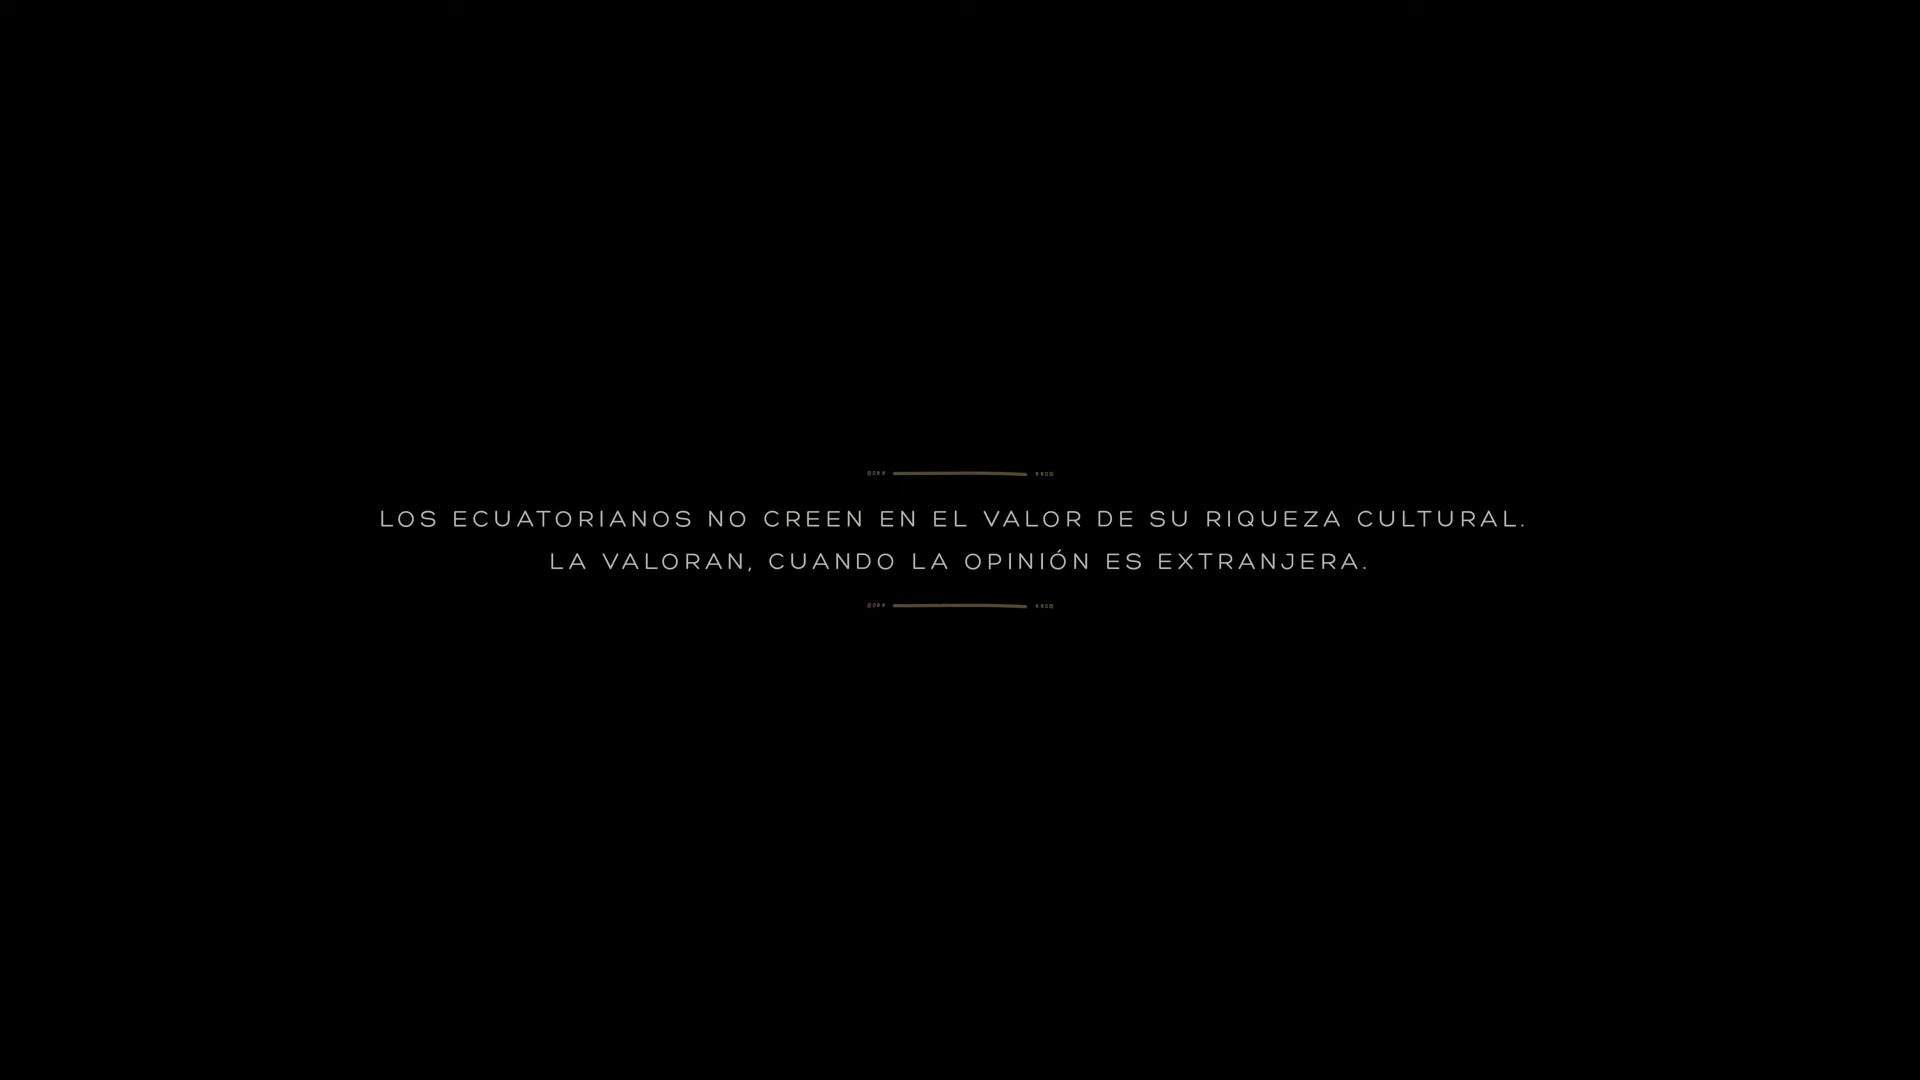 LOS ECUATORIANOS NO CREEN EN EL VALOR DE SU RIQUEZA CULTURAL.
LA VALORAN, CUANDO LA OPINIÓN ES EXTRANJERA.